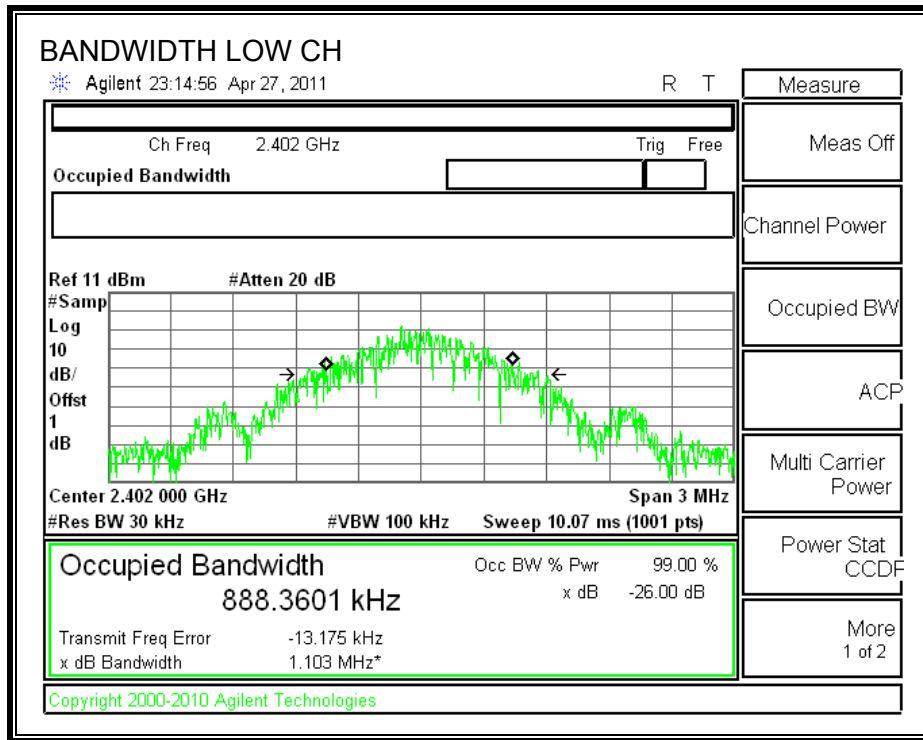 BANDWIDTH LOW CH
Agilent 23:14:56 Apr 27, 2011 R T
Measure
Ch Freq 2.402 GHz Trig Free
Occupied Bandwidth
Meas Off
Channel Power
Occupied BW
ACP
Multi Carrier
Power
Power Stat
CCDF
More
1 of 2
Ref 11 dBm #Atten 20 dB
#Samp
Log
10
dB/
Offst
1
dB
Center 2.402 000 GHz Span 3 MHz
#Res BW 30 kHz #VBW 100 kHz Sweep 10.07 ms (1001 pts)
Occupied Bandwidth Occ BW % Pwr 99.00 %
888.3601 kHz x dB -26.00 dB
Transmit Freq Error -13.175 kHz
x dB Bandwidth 1.103 MHz*
Copyright 2000-2010 Agilent Technologies